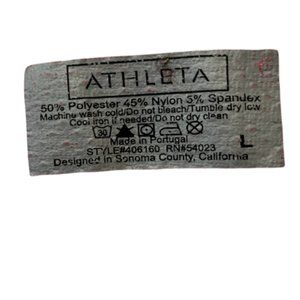 ATHLETA
50% Polyester 45% Nylon 5% Spandex
Machine wash cold/Do not bleach/Tumble dry low
Cool iron if needed/Do not dry clean
30
Made in Portugal
STYLE#406160 RN#54023
L
Designed in Sonoma County, California